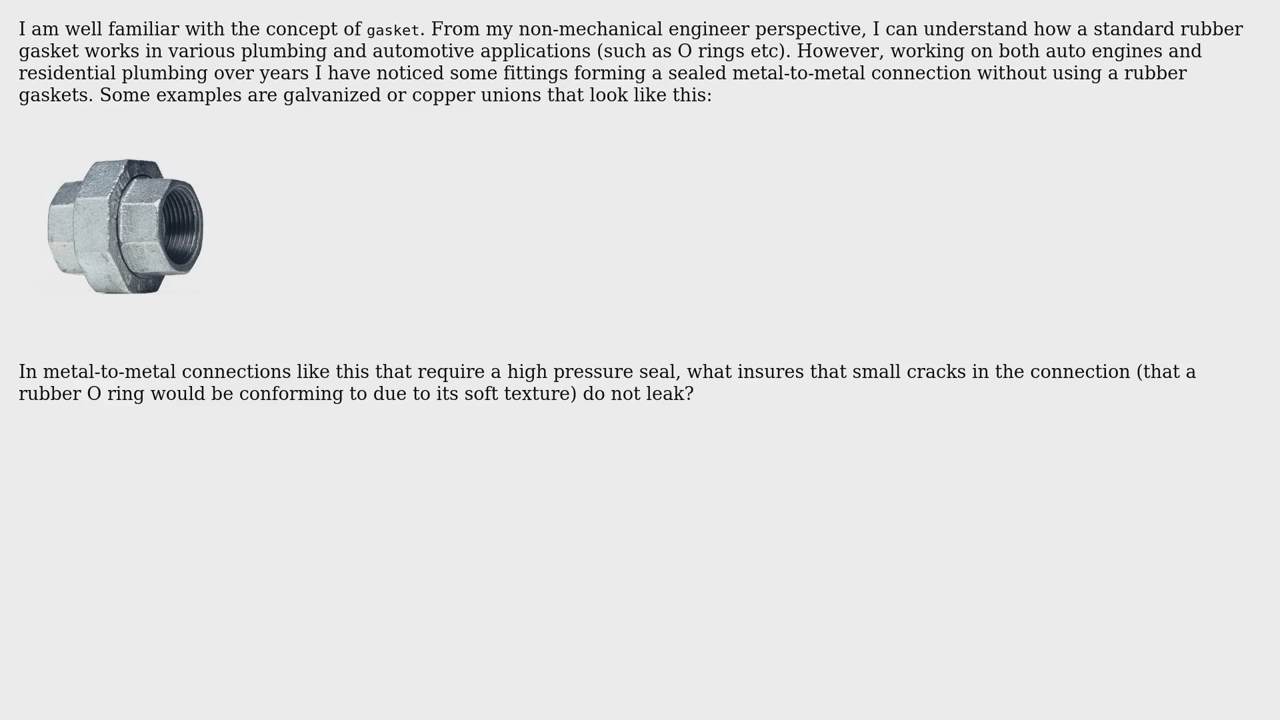 I am well familiar with the concept of gasket. From my non-mechanical engineer perspective, I can understand how a standard rubber
gasket works in various plumbing and automotive applications (such as O rings etc). However, working on both auto engines and
residential plumbing over years I have noticed some fittings forming a sealed metal-to-metal connection without using a rubber
gaskets. Some examples are galvanized or copper unions that look like this:
In metal-to-metal connections like this that require a high pressure seal, what insures that small cracks in the connection (that a
rubber O ring would be conforming to due to its soft texture) do not leak?